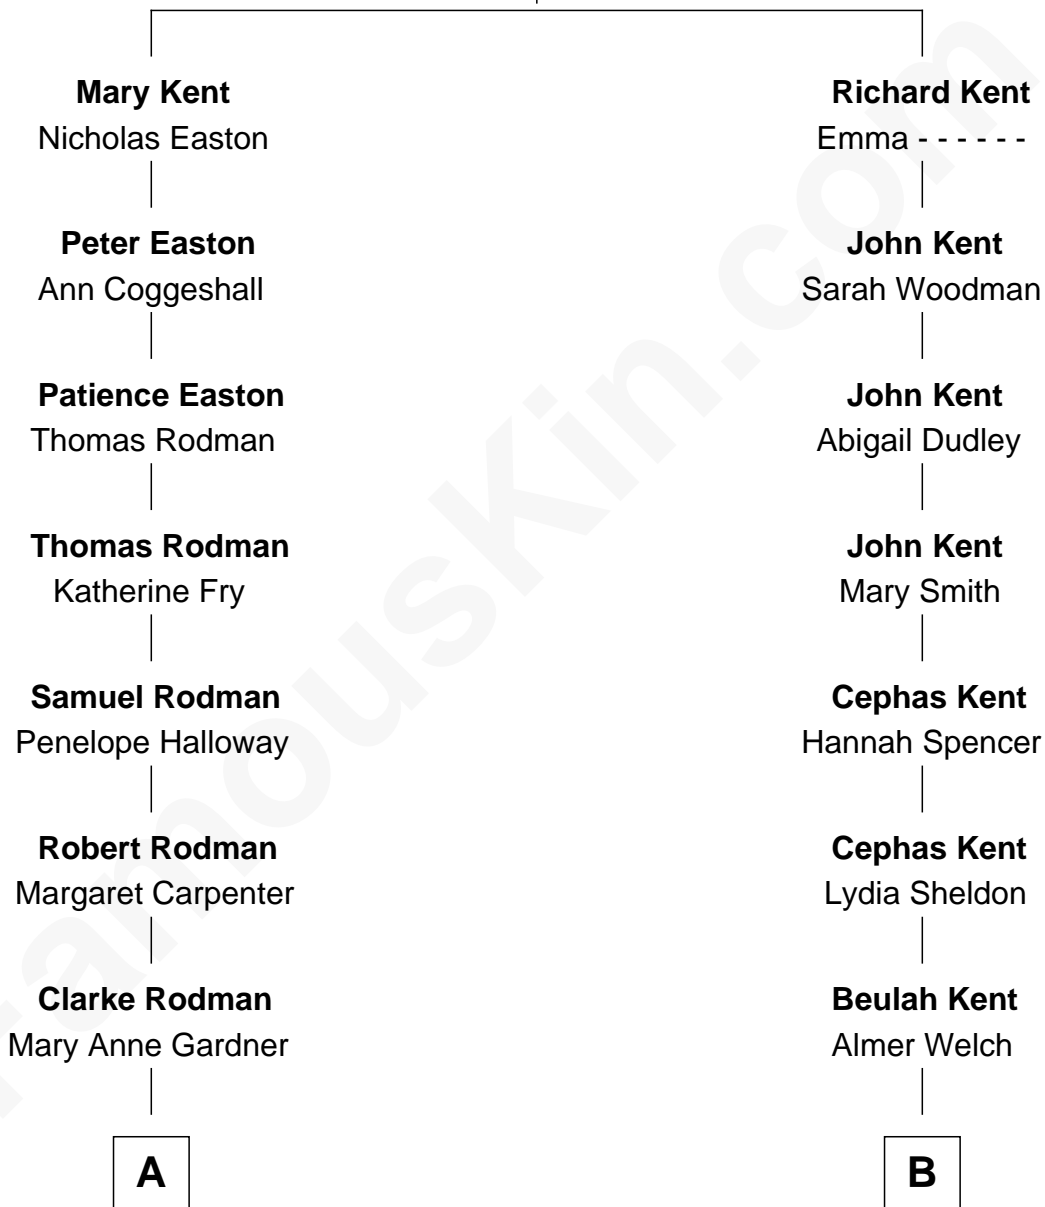 Mary Kent
Nicholas Easton
Peter Easton
Ann Coggeshall
Patience Easton
Thomas Rodman
Thomas Rodman
Katherine Fry
Samuel Rodman
Penelope Halloway
Robert Rodman
Margaret Carpenter
Clarke Rodman
Mary Anne Gardner
A
Richard Kent
Emma - - - - - -
John Kent
Sarah Woodman
John Kent
Abigail Dudley
John Kent
Mary Smith
Cephas Kent
Hannah Spencer
Cephas Kent
Lydia Sheldon
Beulah Kent
Almer Welch
B
FamousKin.com